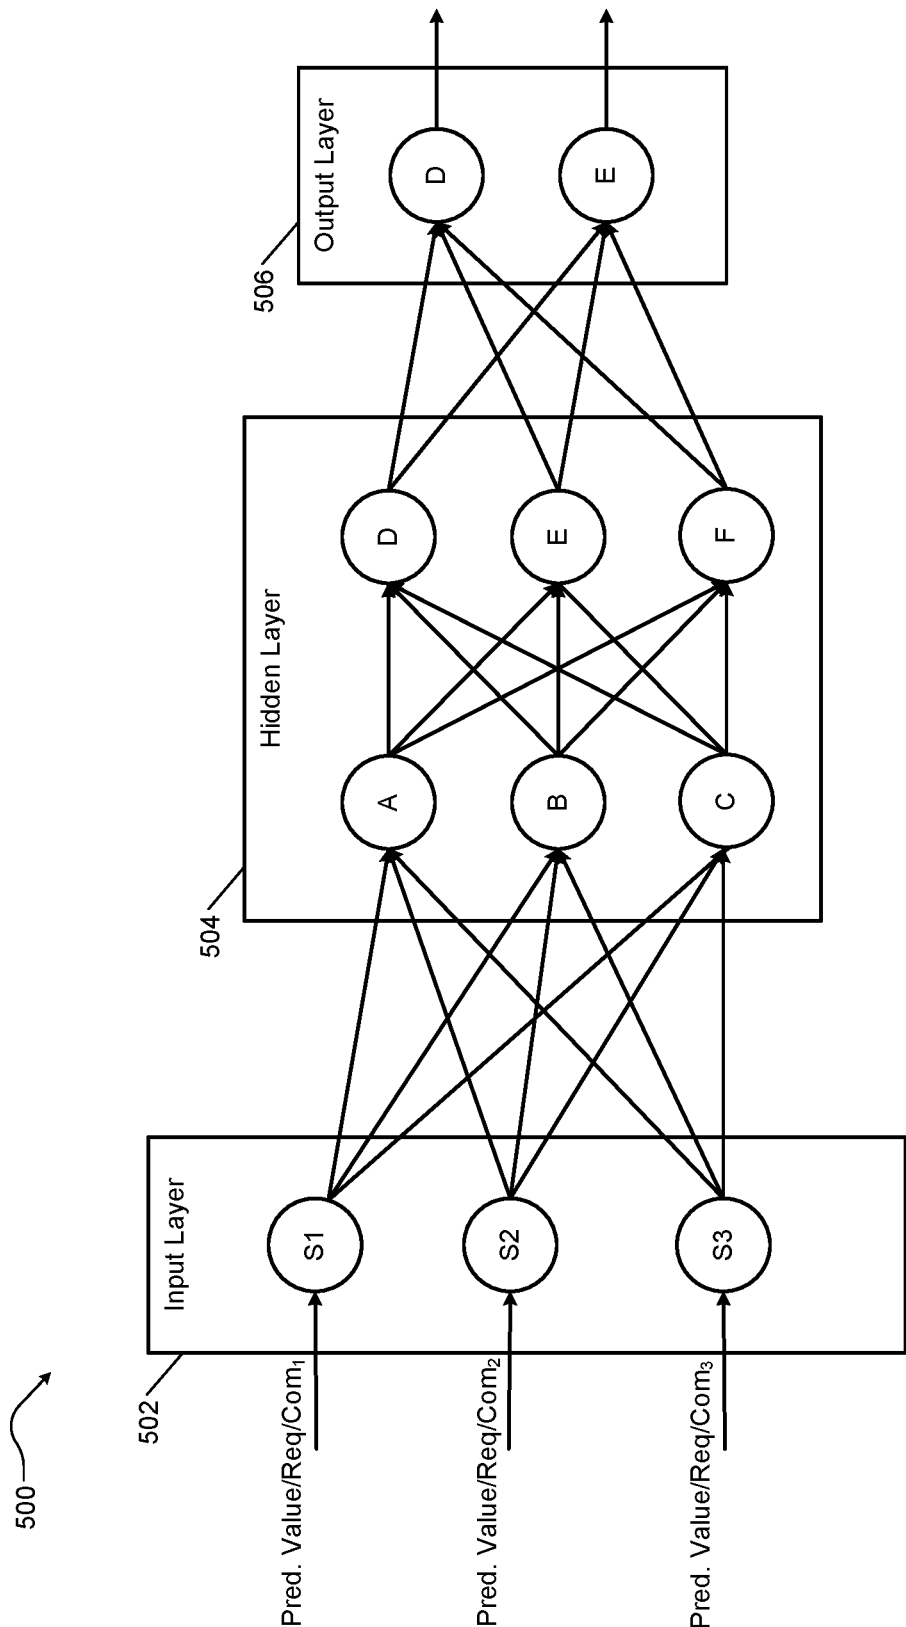 500
502
Input Layer
Pred. Value/Req/Com1
Pred. Value/Req/Com2
Pred. Value/Req/Com3
S1
S2
S3
504
Hidden Layer
A
B
C
D
E
F
506
Output Layer
D
E